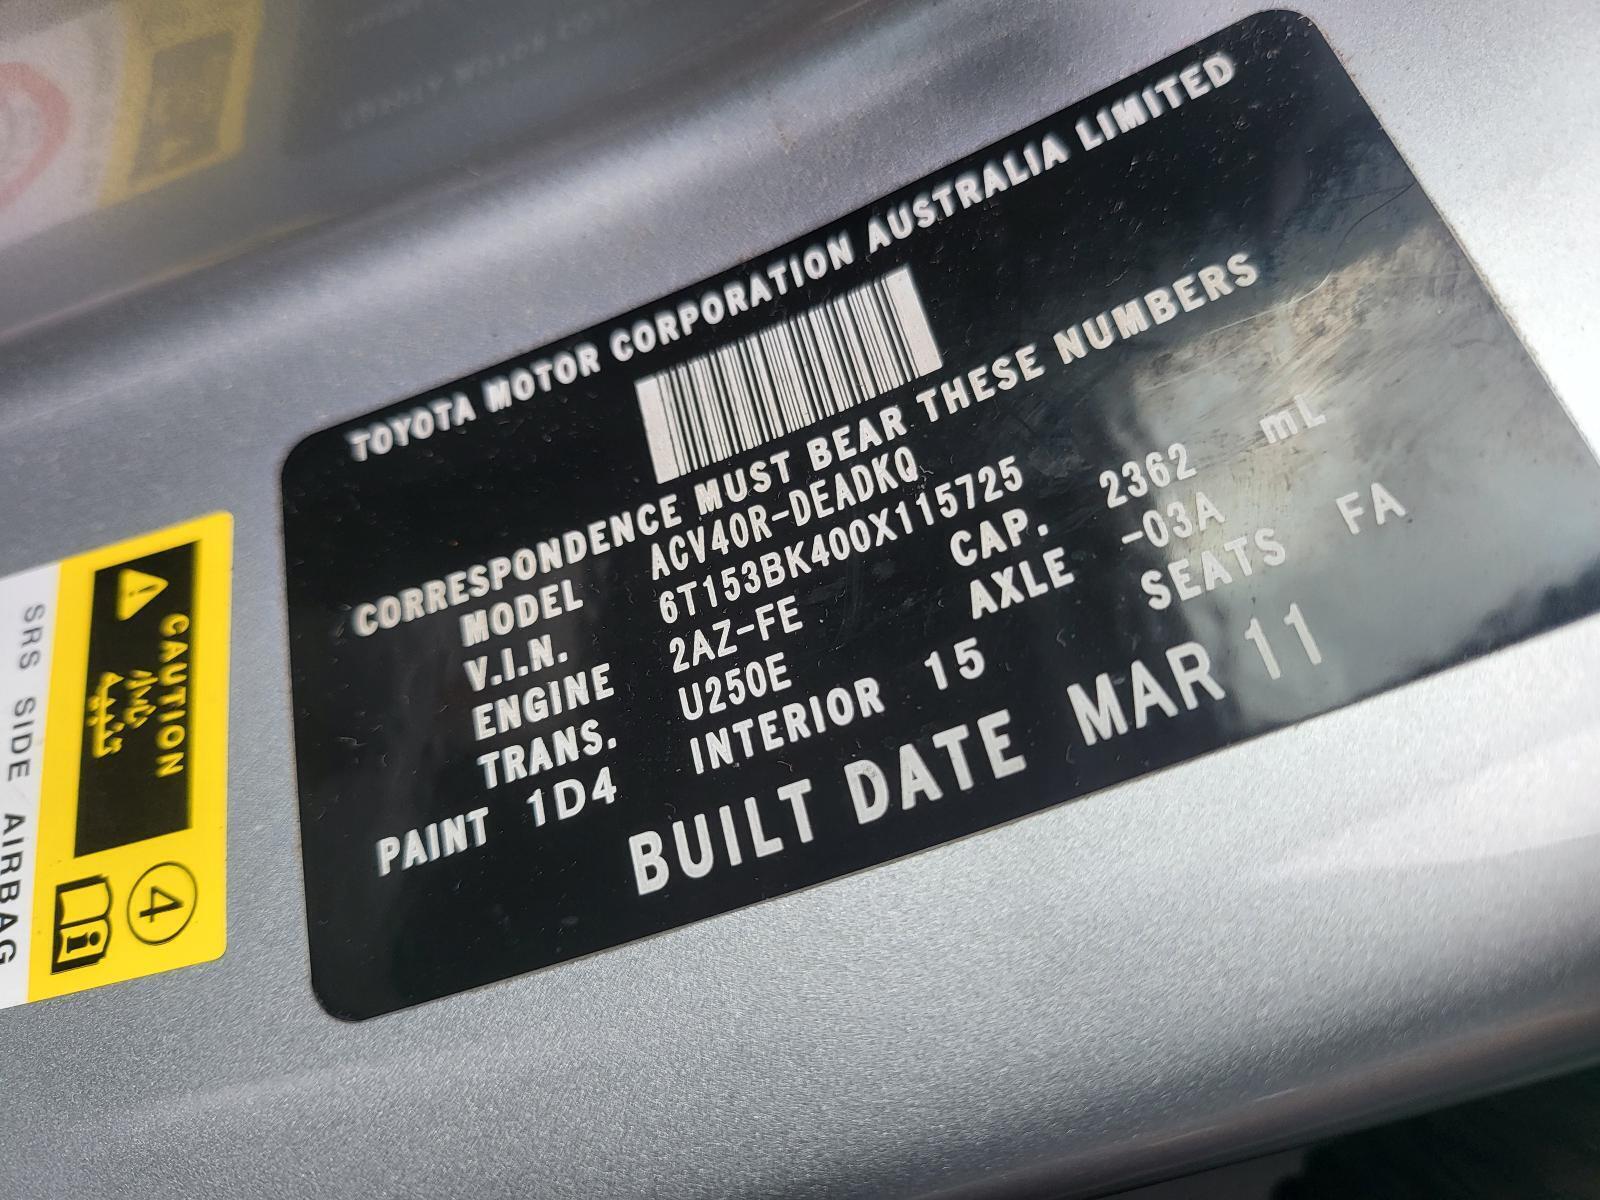 TOYOTA MOTOR CORPORATION AUSTRALIA LIMITED
CORRESPONDENCE MUST BEAR THESE NUMBERS
MODEL ACV40R-DEADKQ
V.I.N. 6T153BK400X115725
ENGINE 2AZ-FE CAP. 2362 mL
TRANS. U250E AXLE -03A
PAINT 1D4 INTERIOR 15 SEATS FA
BUILT DATE MAR 11
CAUTION
4
i
SRS SIDE AIRBAG